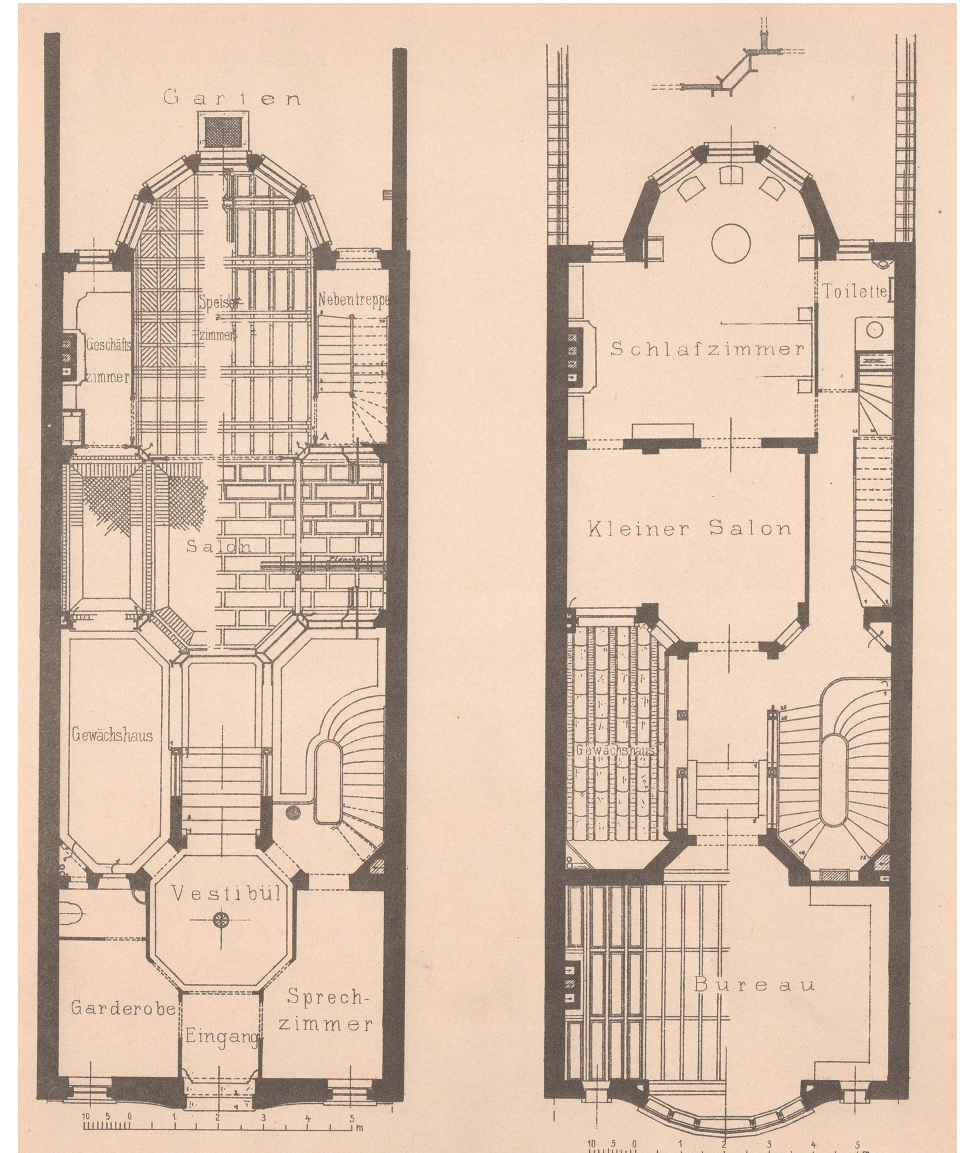 Garten
Speise-
zimmer
Nebentreppe
Geschäfts
zimmer
A
Salon
Gewächshaus
Vestibül
Garderobe
Eingang
Sprech-
zimmer
10 5 0 1 2 3 4 5 m
Toilette
Schlafzimmer
Kleiner Salon
Gewächshaus
Bureau
10 5 0 1 2 3 4 5 m